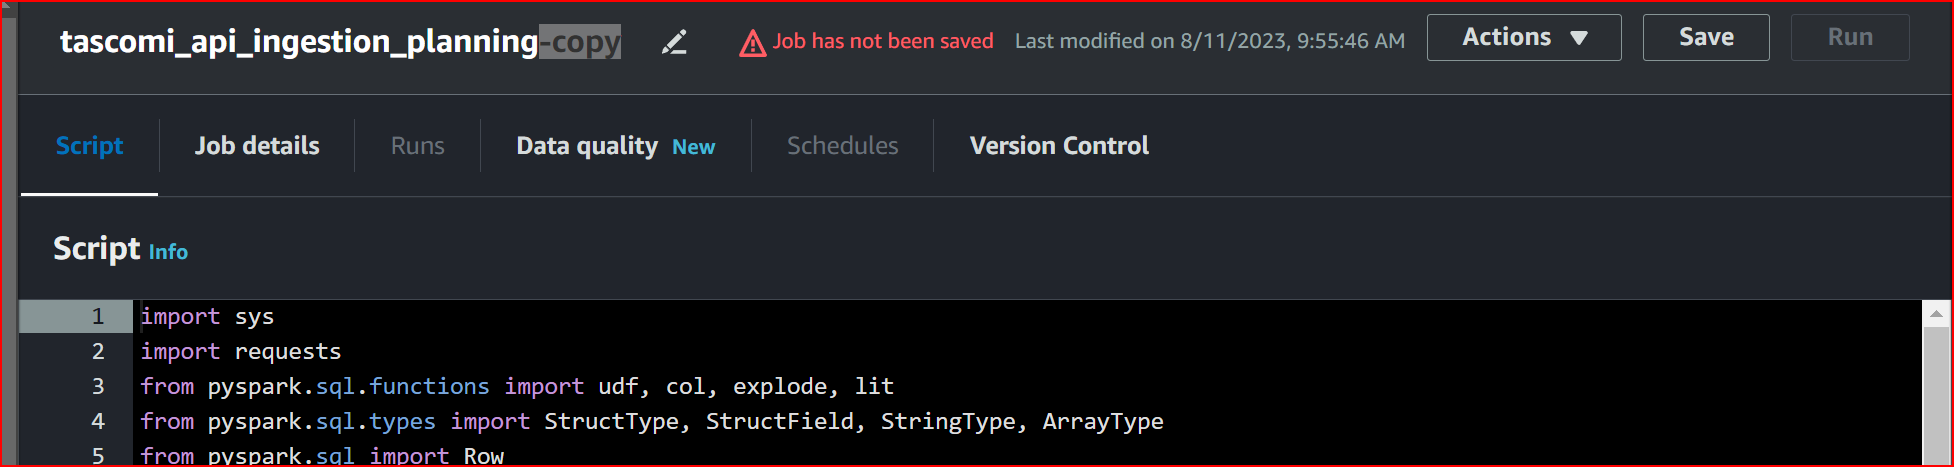 tascomi_api_ingestion_planning-copy Job has not been saved Last modified on 8/11/2023, 9:55:46 AM Actions Save Run
Script Job details Runs Data quality New Schedules Version Control
Script Info
1 import sys
2 import requests
3 from pyspark.sql.functions import udf, col, explode, lit
4 from pyspark.sql.types import StructType, StructField, StringType, ArrayType
5 from pyspark.sql import Row